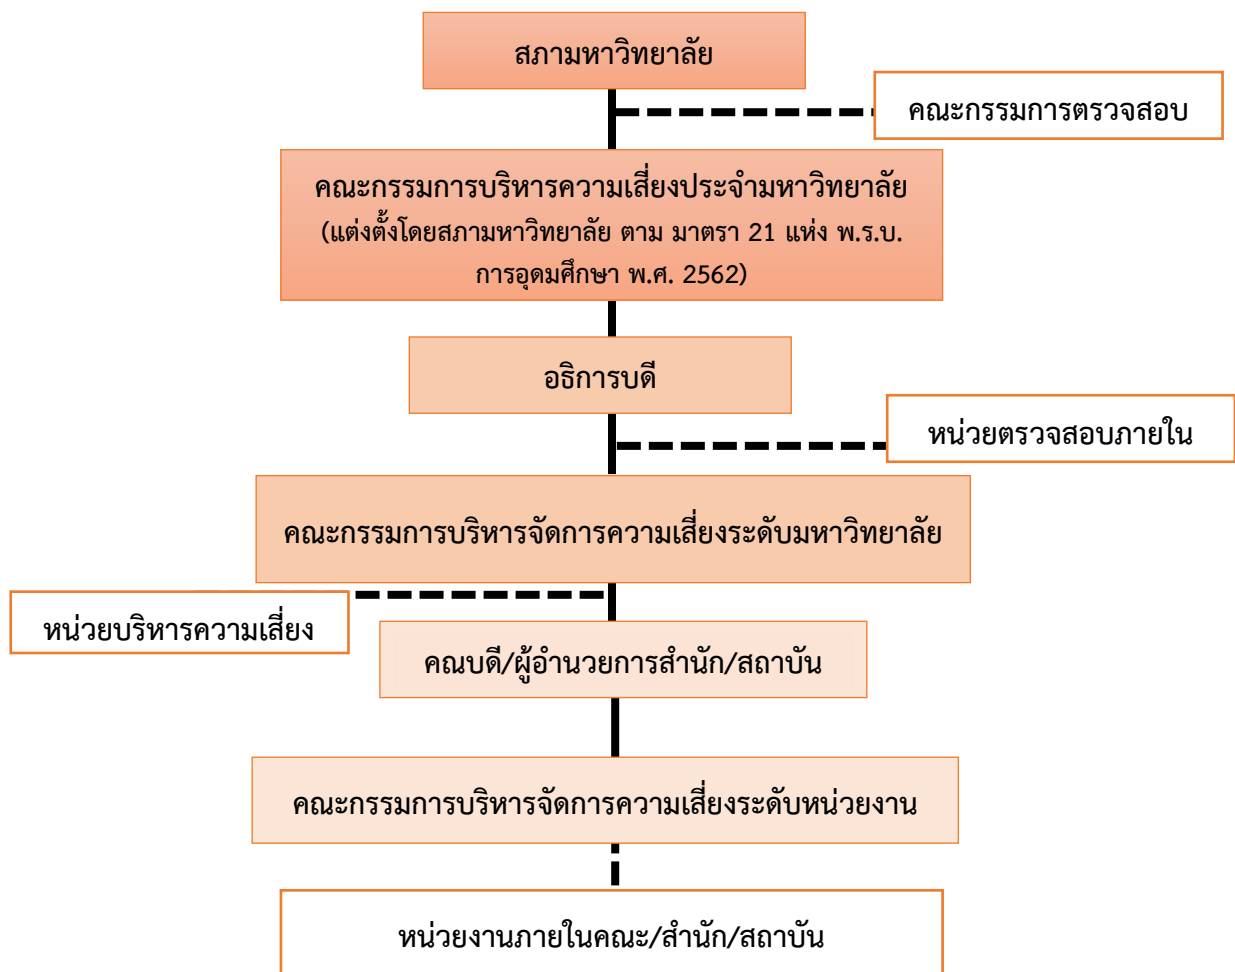 สภามหาวิทยาลัย
คณะกรรมการตรวจสอบ
คณะกรรมการบริหารความเสี่ยงประจำมหาวิทยาลัย
(แต่งตั้งโดยสภามหาวิทยาลัย ตาม มาตรา 21 แห่ง พ.ร.บ.
การอุดมศึกษา พ.ศ. 2562)
อธิการบดี
หน่วยตรวจสอบภายใน
คณะกรรมการบริหารจัดการความเสี่ยงระดับมหาวิทยาลัย
หน่วยบริหารความเสี่ยง
คณบดี/ผู้อำนวยการสำนัก/สถาบัน
คณะกรรมการบริหารจัดการความเสี่ยงระดับหน่วยงาน
หน่วยงานภายในคณะ/สำนัก/สถาบัน